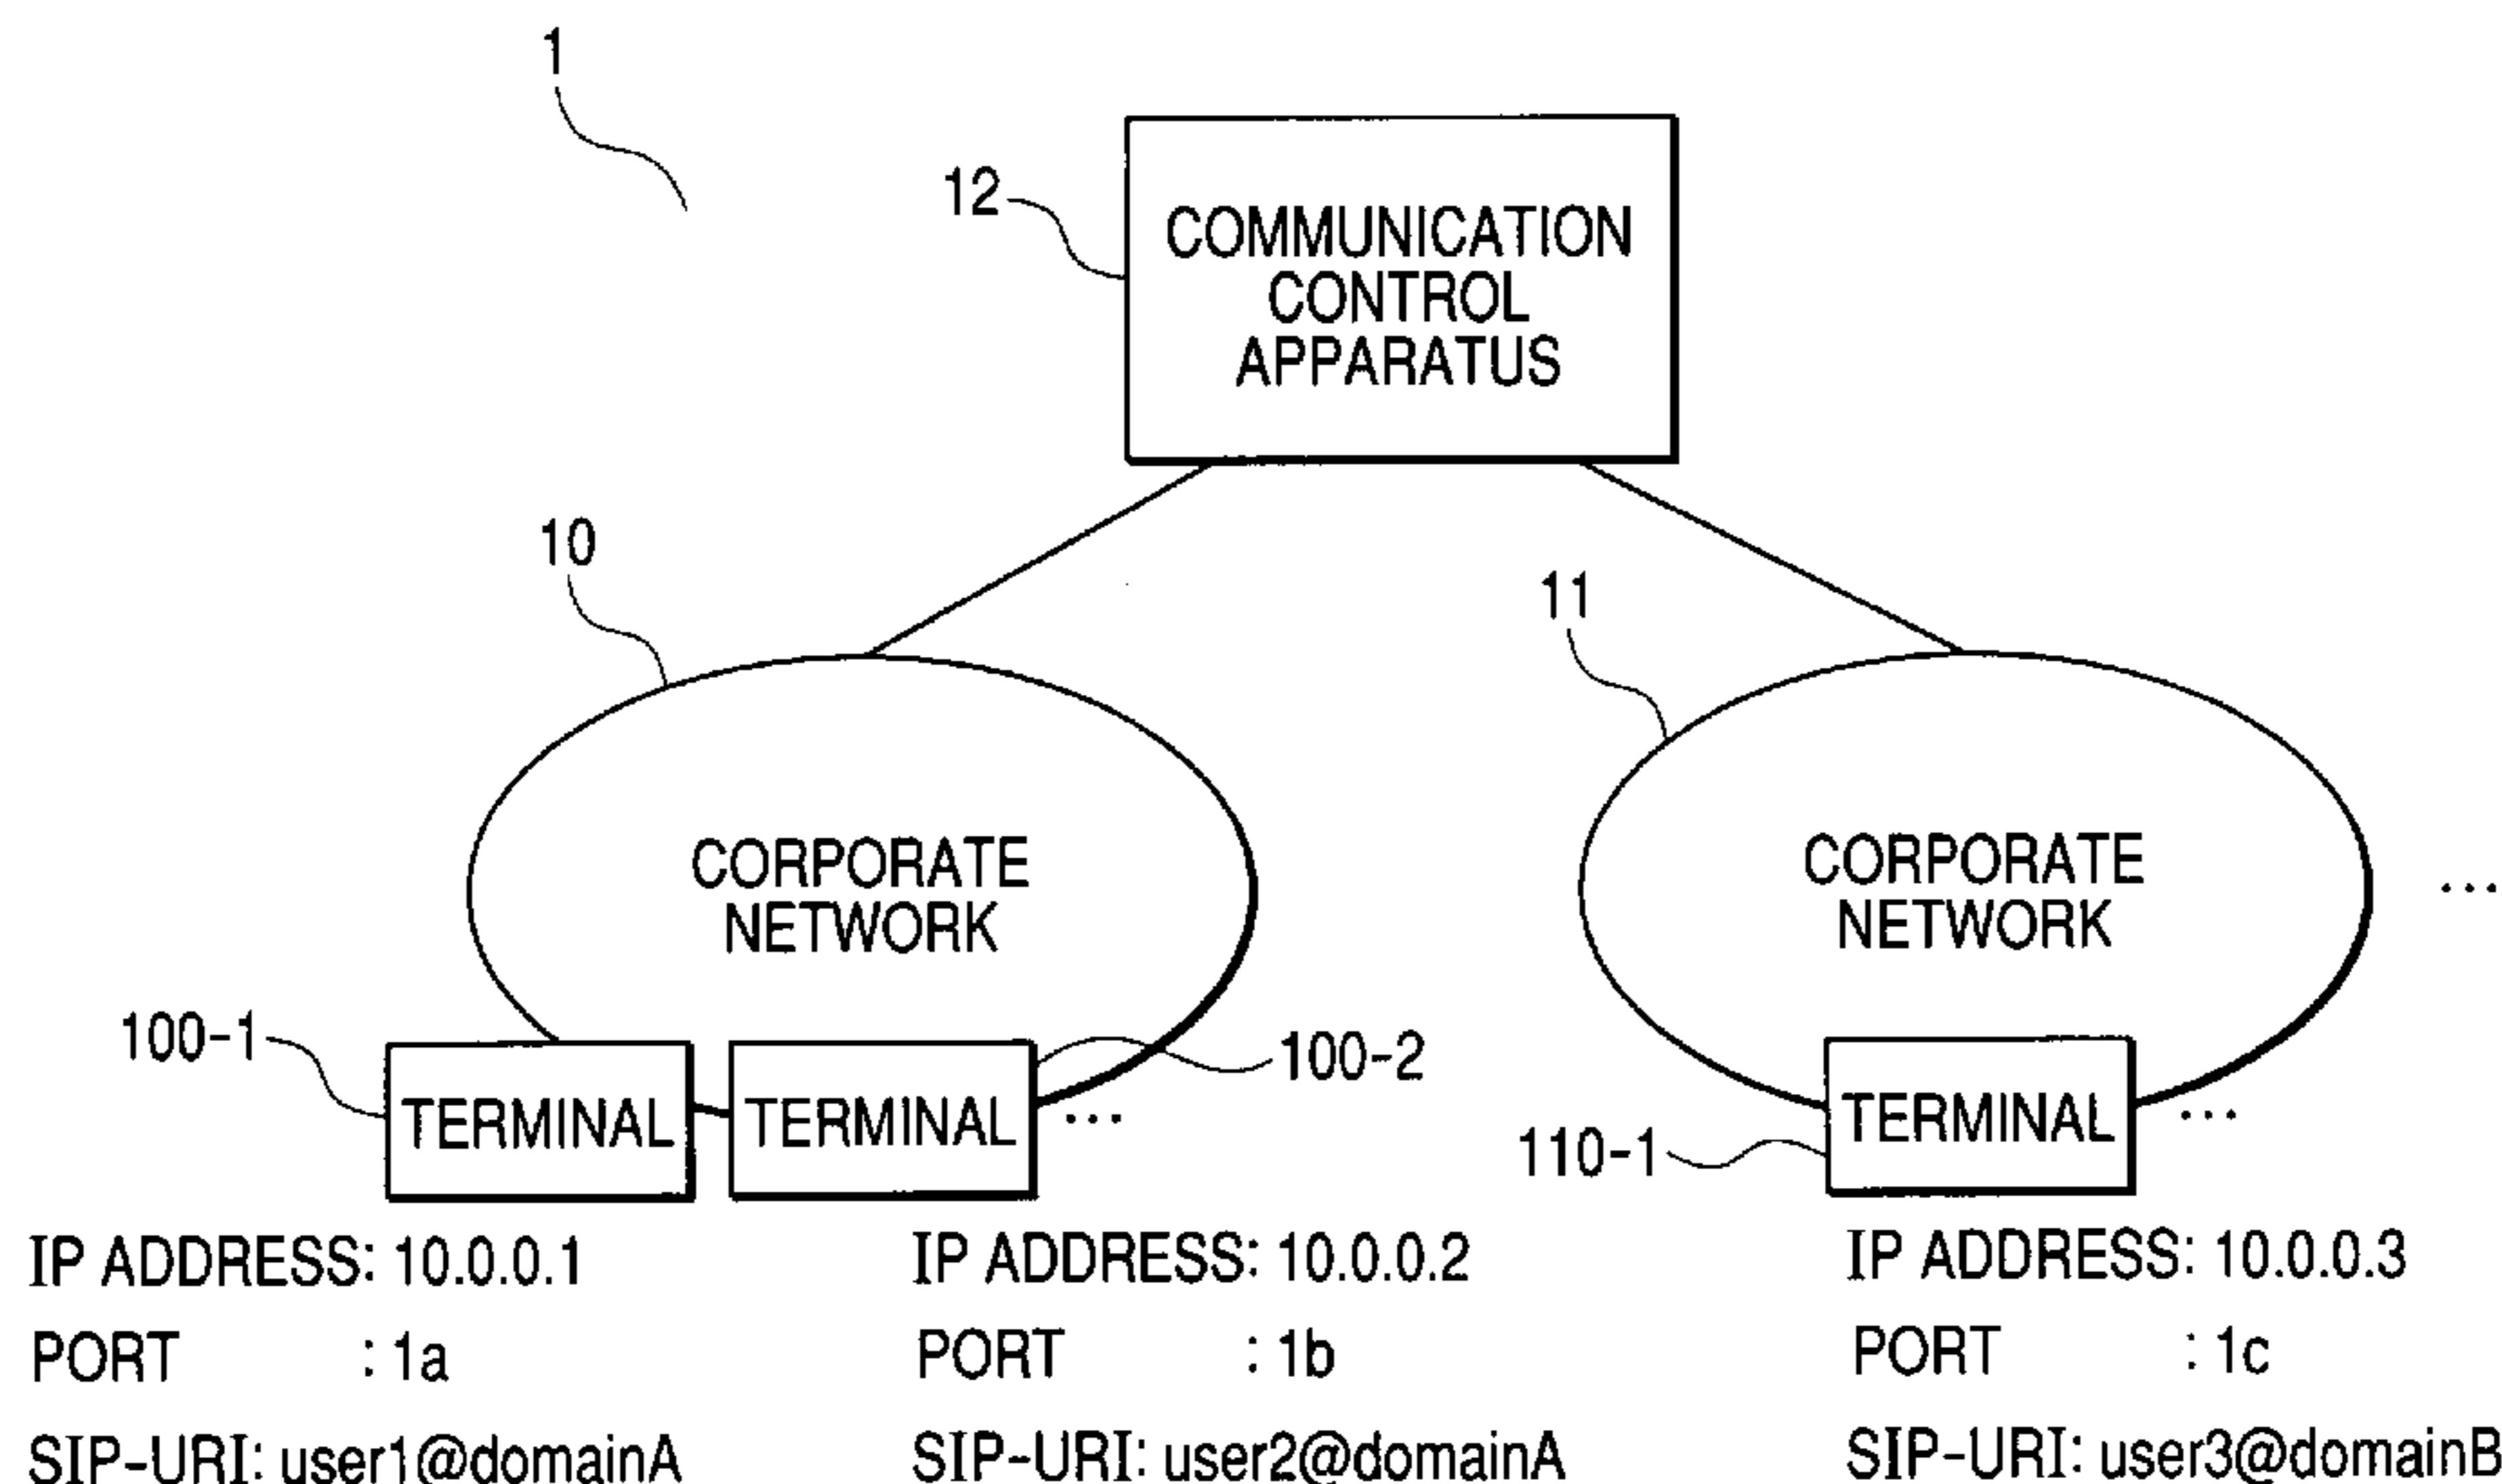 1
12
COMMUNICATION
CONTROL
APPARATUS
10
11
CORPORATE
NETWORK
CORPORATE
NETWORK
...
100-1
TERMINAL
TERMINAL
100-2
...
110-1
TERMINAL
...
IP ADDRESS: 10.0.0.1
PORT : 1a
SIP-URI: user1@domainA
IP ADDRESS: 10.0.0.2
PORT : 1b
SIP-URI: user2@domainA
IP ADDRESS: 10.0.0.3
PORT : 1c
SIP-URI: user3@domainB